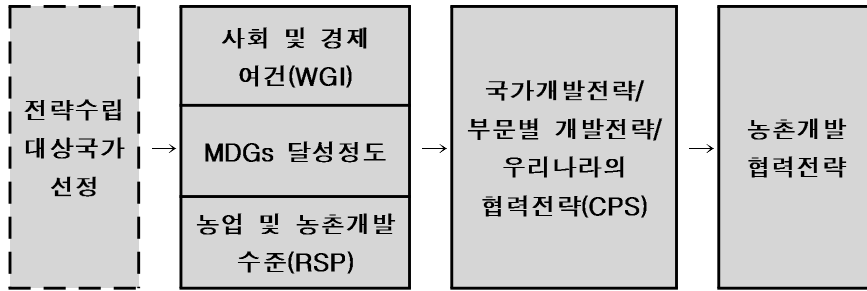 전략수립
대상국가
선정
→
사회 및 경제
여건(WGI)
MDGs 달성정도
농업 및 농촌개발
수준(RSP)
→
국가개발전략/
부문별 개발전략/
우리나라의
협력전략(CPS)
→
농촌개발
협력전략